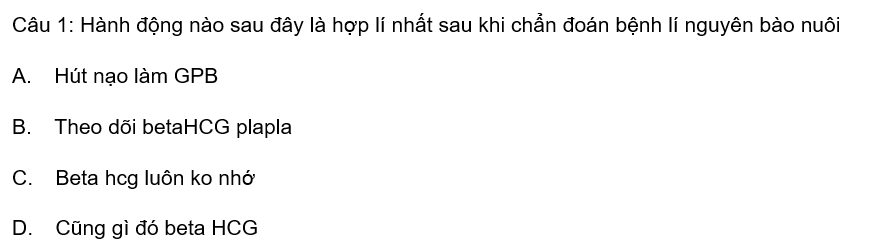 Câu 1: Hành động nào sau đây là hợp lí nhất sau khi chẩn đoán bệnh lí nguyên bào nuôi
A. Hút nạo làm GPB
B. Theo dõi betaHCG plapla
C. Beta hcg luôn ko nhớ
D. Cũng gì đó beta HCG